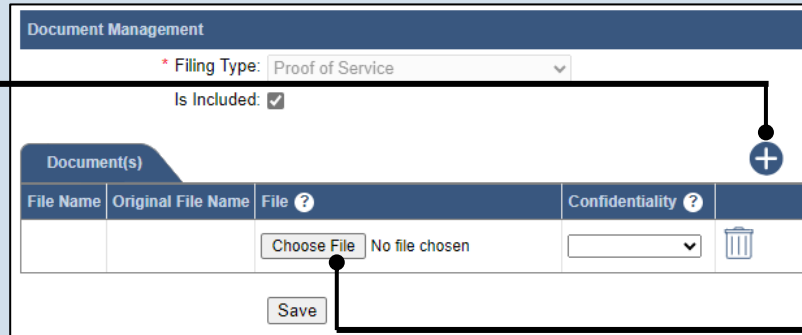 Document Management
* Filing Type: Proof of Service
Is Included:
Document(s)
File Name Original File Name File ? Confidentiality ?
Choose File No file chosen
Save